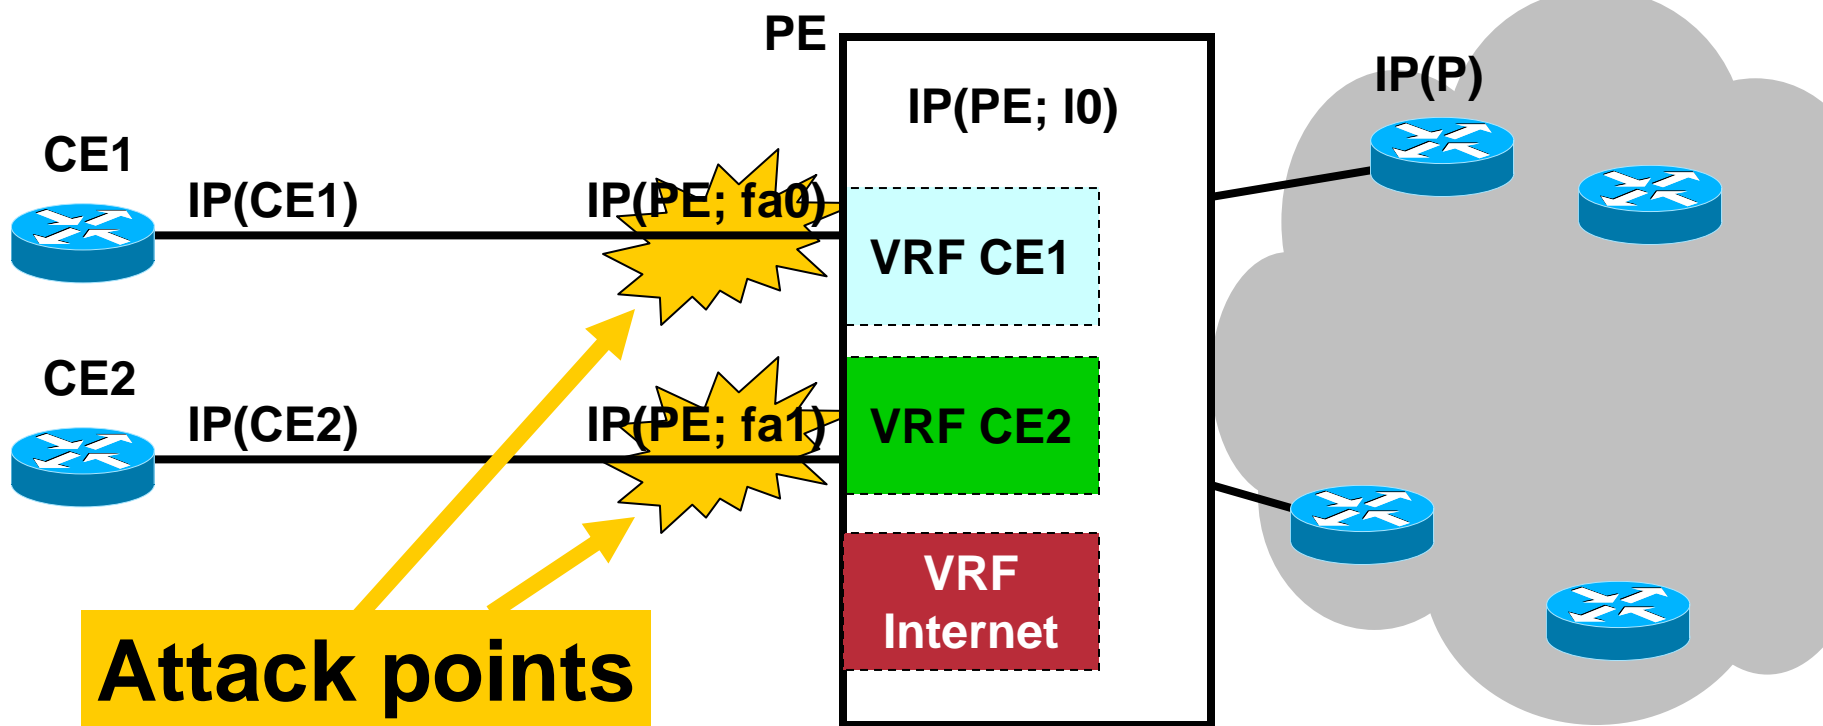 PE
IP(P)
IP(PE; l0)
CE1
IP(CE1)
IP(PE; fa0)
VRF CE1
CE2
IP(CE2)
IP(PE; fa1)
VRF CE2
VRF
Internet
Attack points